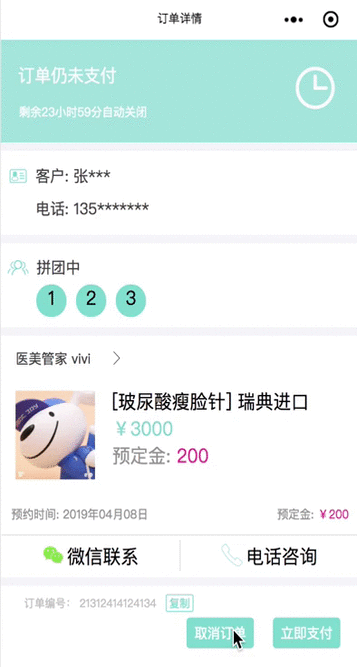 订单详情
订单仍未支付
剩余23小时59分自动关闭
客户: 张***
电话: 135*******
拼团中
1 2 3
医美管家 vivi
[玻尿酸瘦脸针] 瑞典进口
￥3000
预定金: 200
预约时间: 2019年04月08日 预定金: ￥200
微信联系 电话咨询
订单编号: 21312414124134 复制
取消订单 立即支付